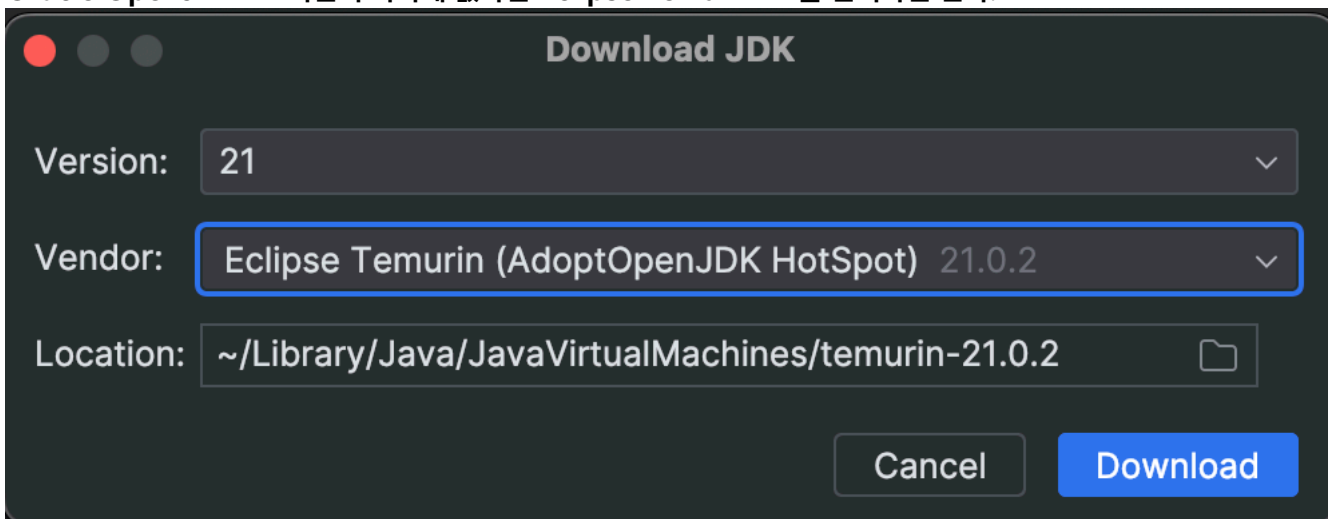 Download JDK
Version: 21
Vendor: Eclipse Temurin (AdoptOpenJDK HotSpot) 21.0.2
Location: ~/Library/Java/JavaVirtualMachines/temurin-21.0.2
Cancel Download